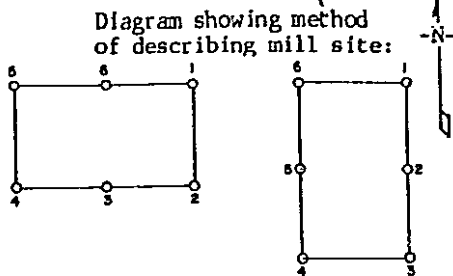 Diagram showing method
of describing mill site:
-N-
5 6 1
4 3 2
6 1
5 2
4 3